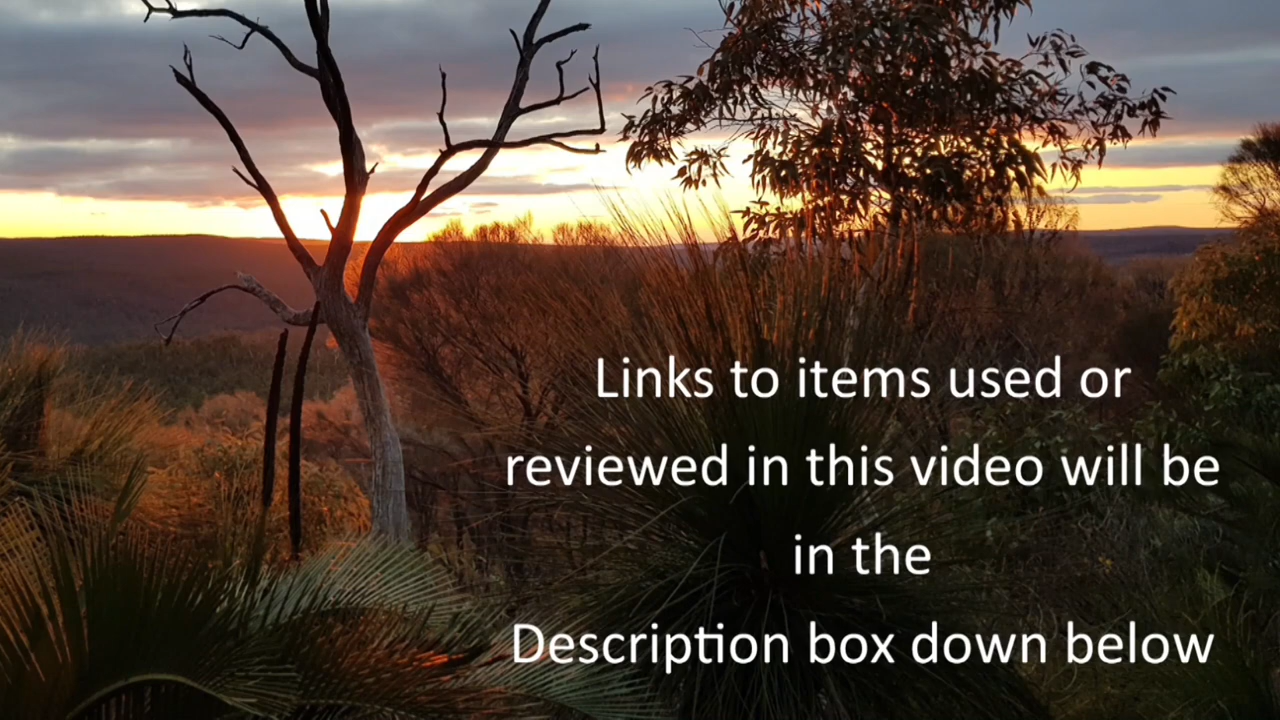 Links to items used or
reviewed in this video will be
in the
Description box down below